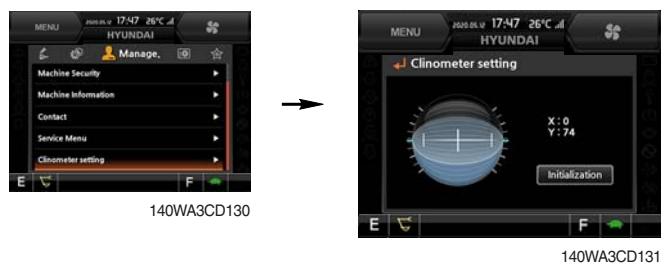 MENU
2020.05.12 17:47 26°C
HYUNDAI
Manage.
Machine Security
Machine Information
Contact
Service Menu
Clinometer setting
E F
140WA3CD130
MENU
2020.05.12 17:47 26°C
HYUNDAI
Clinometer setting
X : 0
Y : 74
Initialization
E F
140WA3CD131